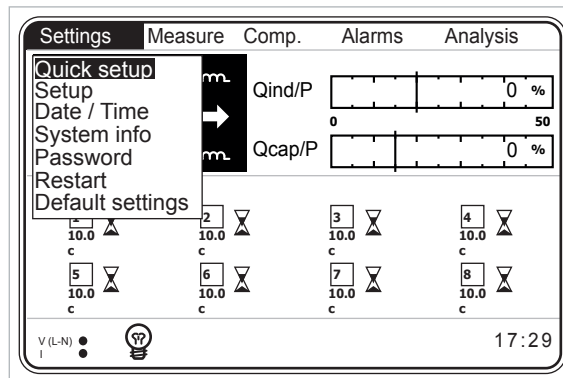 Settings Measure Comp. Alarms Analysis
Quick setup
Setup
Date / Time
System info
Password
Restart
Default settings
Qind/P 0 %
0 50
Qcap/P 0 %
2 3 4
10.0 10.0 10.0 10.0
c c c c
5 6 7 8
10.0 10.0 10.0 10.0
c c c c
V (L-N)
I
17:29